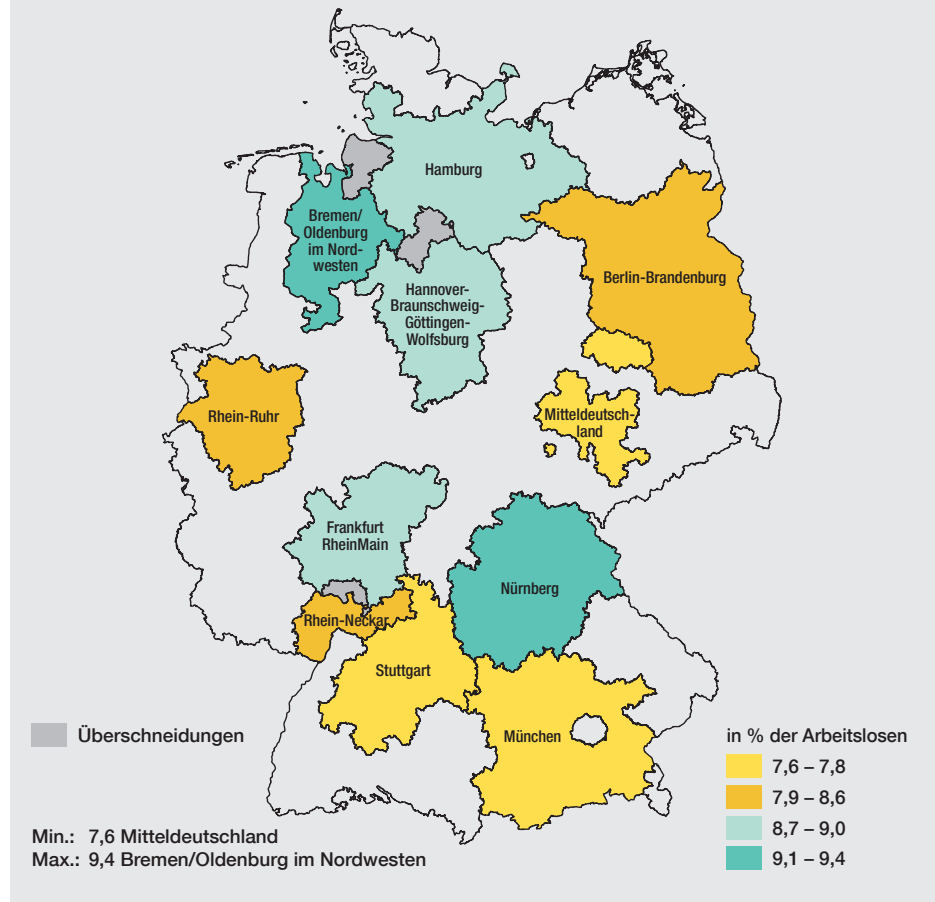 Hamburg
Bremen/
Oldenburg
im Nord-
westen
Berlin-Brandenburg
Hannover-
Braunschweig-
Göttingen-
Wolfsburg
Rhein-Ruhr
Mitteldeutsch-
land
Frankfurt
RheinMain
Nürnberg
Rhein-Neckar
Stuttgart
München
Überschneidungen
in % der Arbeitslosen
7,6 – 7,8
7,9 – 8,6
8,7 – 9,0
9,1 – 9,4
Min.: 7,6 Mitteldeutschland
Max.: 9,4 Bremen/Oldenburg im Nordwesten